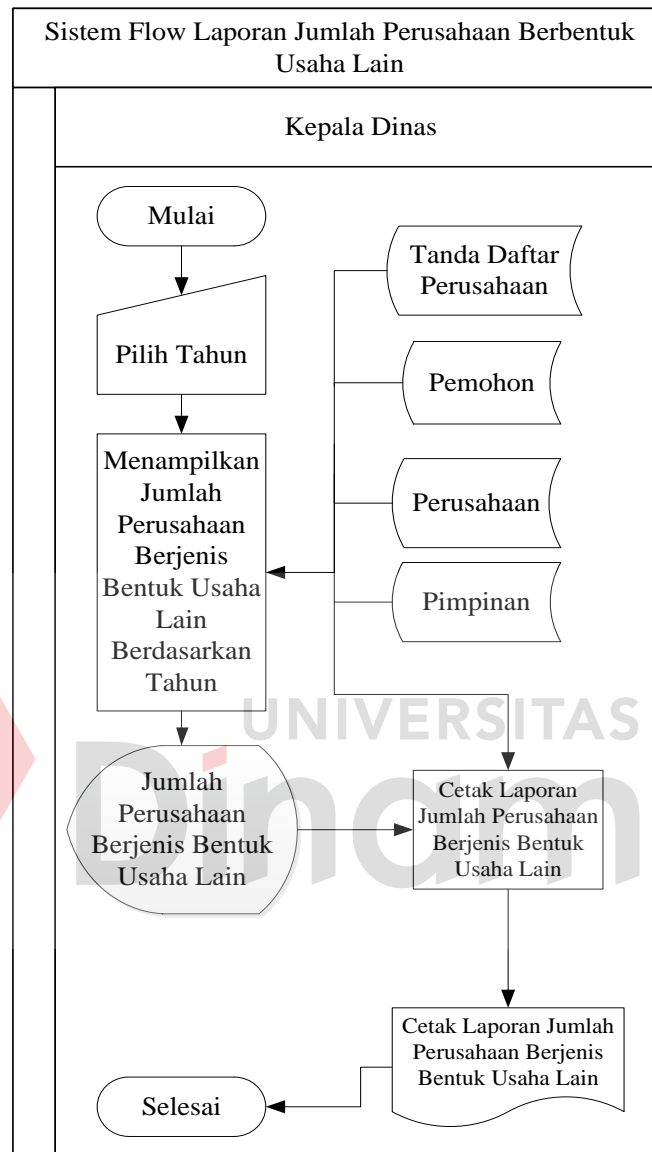 Sistem Flow Laporan Jumlah Perusahaan Berbentuk
Usaha Lain
Kepala Dinas
Mulai
Pilih Tahun
Menampilkan
Jumlah
Perusahaan
Berjenis
Bentuk Usaha
Lain
Berdasarkan
Tahun
Tanda Daftar
Perusahaan
Pemohon
Perusahaan
Pimpinan
UNIVERSITAS
Dinam
Jumlah
Perusahaan
Berjenis Bentuk
Usaha Lain
Cetak Laporan
Jumlah Perusahaan
Berjenis Bentuk
Usaha Lain
Cetak Laporan Jumlah
Perusahaan Berjenis
Bentuk Usaha Lain
Selesai